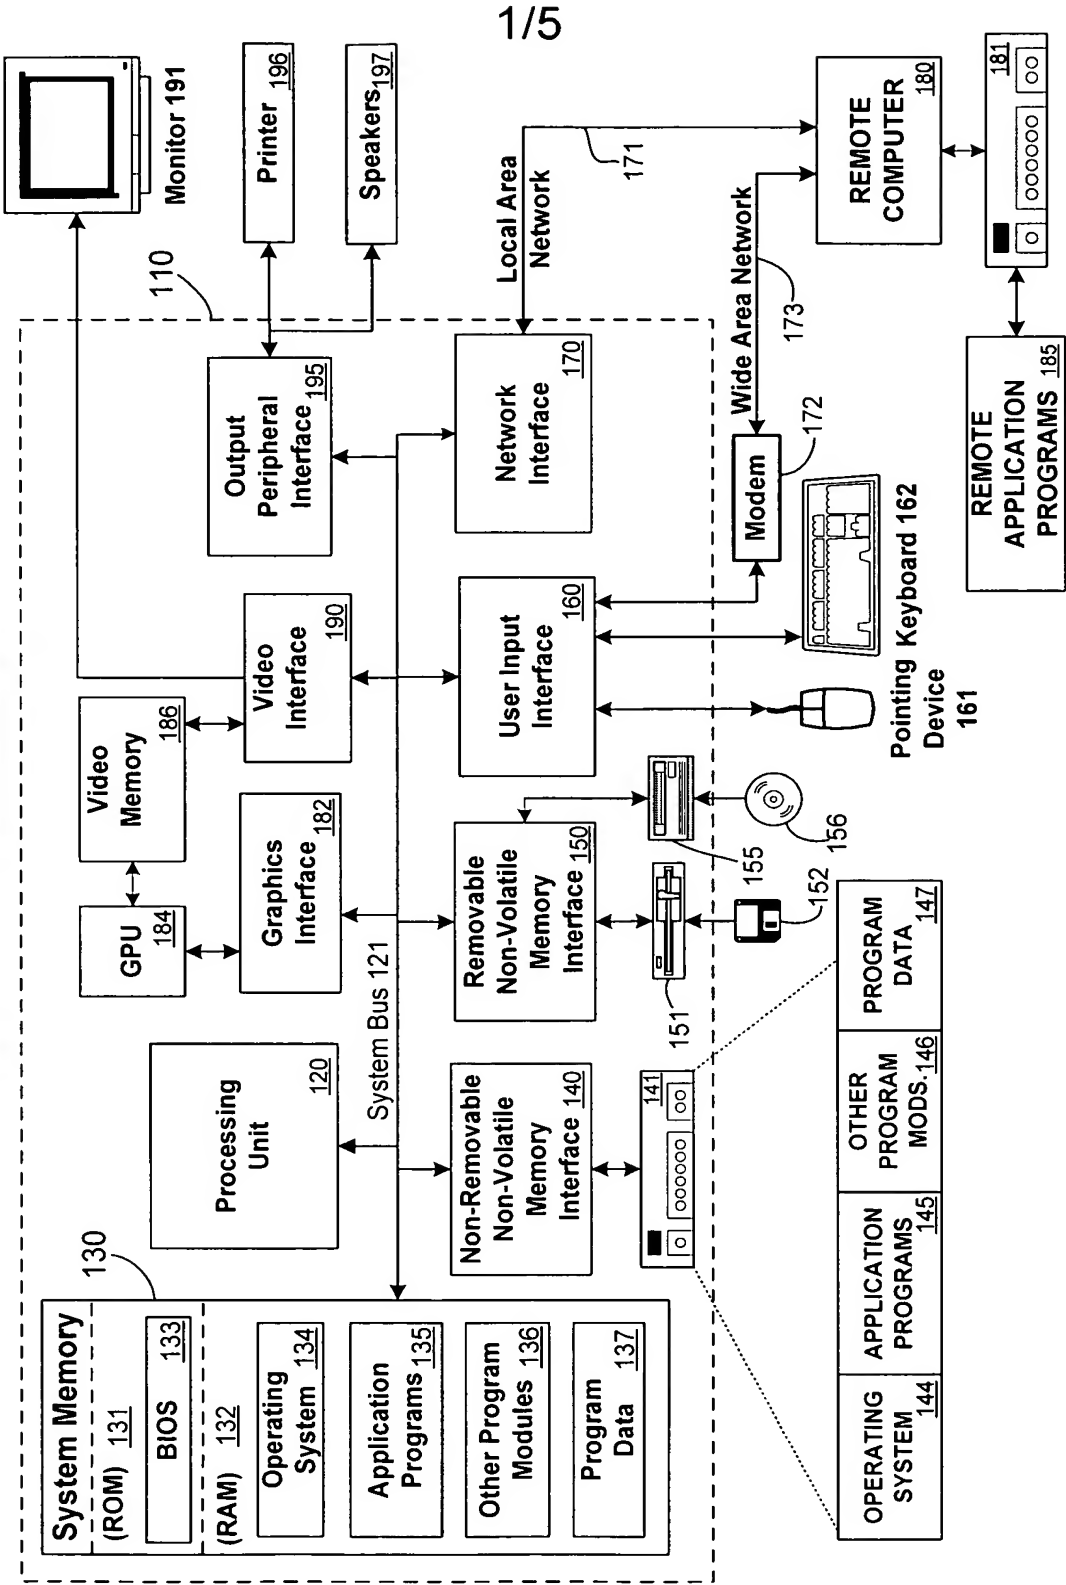 1/5
System Memory
(ROM) 131
BIOS 133
(RAM) 132
Operating
System 134
Application
Programs 135
Other Program
Modules 136
Program
Data 137
130
Processing
Unit
120
System Bus 121
GPU
184
Video
Memory
186
Graphics
Interface
182
Video
Interface
190
Output
Peripheral
Interface
195
110
Monitor 191
Printer
196
Speakers
197
Non-Removable
Non-Volatile
Memory
Interface
140
Removable
Non-Volatile
Memory
Interface
150
User Input
Interface
160
Network
Interface
170
Local Area
Network
171
Wide Area Network
173
Modem
172
141
151
152
155
156
Pointing
Device
161
Keyboard 162
REMOTE
COMPUTER
180
181
REMOTE
APPLICATION
PROGRAMS
185
OPERATING
SYSTEM
144
APPLICATION
PROGRAMS
145
OTHER
PROGRAM
MODS.
146
PROGRAM
DATA
147